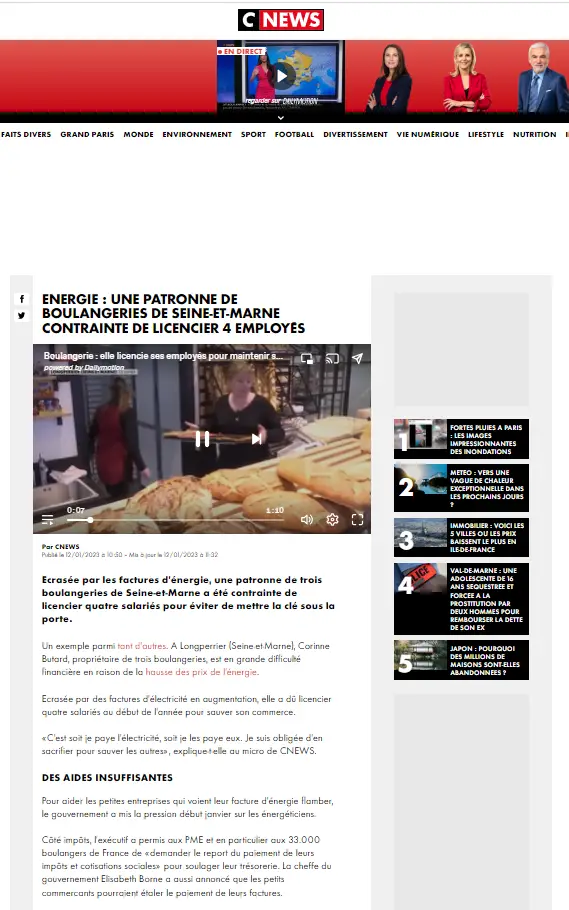 C NEWS
EN DIRECT
regarder sur DAILYMOTION
FAITS DIVERS GRAND PARIS MONDE ENVIRONNEMENT SPORT FOOTBALL DIVERTISSEMENT VIE NUMÉRIQUE LIFESTYLE NUTRITION
ENERGIE : UNE PATRONNE DE
BOULANGERIES DE SEINE-ET-MARNE
CONTRAINTE DE LICENCIER 4 EMPLOYÉS
Boulangerie : elle licencie ses employés pour maintenir s...
powered by Dailymotion
0:07
1:10
Par CNEWS
Publié le 12/01/2023 à 10:50 - Mis à jour le 12/01/2023 à 11:32
Ecrasée par les factures d'énergie, une patronne de trois
boulangeries de Seine-et-Marne a été contrainte de
licencier quatre salariés pour éviter de mettre la clé sous la
porte.
Un exemple parmi tant d'autres. A Longperrier (Seine-et-Marne), Corinne
Butard, propriétaire de trois boulangeries, est en grande difficulté
financière en raison de la hausse des prix de l'énergie.
Ecrasée par des factures d'électricité en augmentation, elle a dû licencier
quatre salariés au début de l'année pour sauver son commerce.
«C'est soit je paye l'électricité, soit je les paye eux. Je suis obligée d'en
sacrifier pour sauver les autres», explique-t-elle au micro de CNEWS.
DES AIDES INSUFFISANTES
Pour aider les petites entreprises qui voient leur facture d'énergie flamber,
le gouvernement a mis la pression début janvier sur les énergéticiens.
Côté impôts, l'exécutif a permis aux PME et en particulier aux 33.000
boulangers de France de «demander le report du paiement de leurs
impôts et cotisations sociales» pour soulager leur trésorerie. La cheffe du
gouvernement Elisabeth Borne a aussi annoncé que les petits
commerçants pourraient étaler le paiement de leurs factures.
1
FORTES PLUIES A PARIS
: LES IMAGES
IMPRESSIONNANTES
DES INONDATIONS
2
METEO : VERS UNE
VAGUE DE CHALEUR
EXCEPTIONNELLE DANS
LES PROCHAINS JOURS
?
3
IMMOBILIER : VOICI LES
5 VILLES OU LES PRIX
BAISSENT LE PLUS EN
ILE-DE-FRANCE
4
VAL-DE-MARNE : UNE
ADOLESCENTE DE 16
ANS SEQUESTREE ET
FORCEE A LA
PROSTITUTION PAR
DEUX HOMMES POUR
REMBOURSER LA DETTE
DE SON EX
5
JAPON : POURQUOI
DES MILLIONS DE
MAISONS SONT-ELLES
ABANDONNEES ?